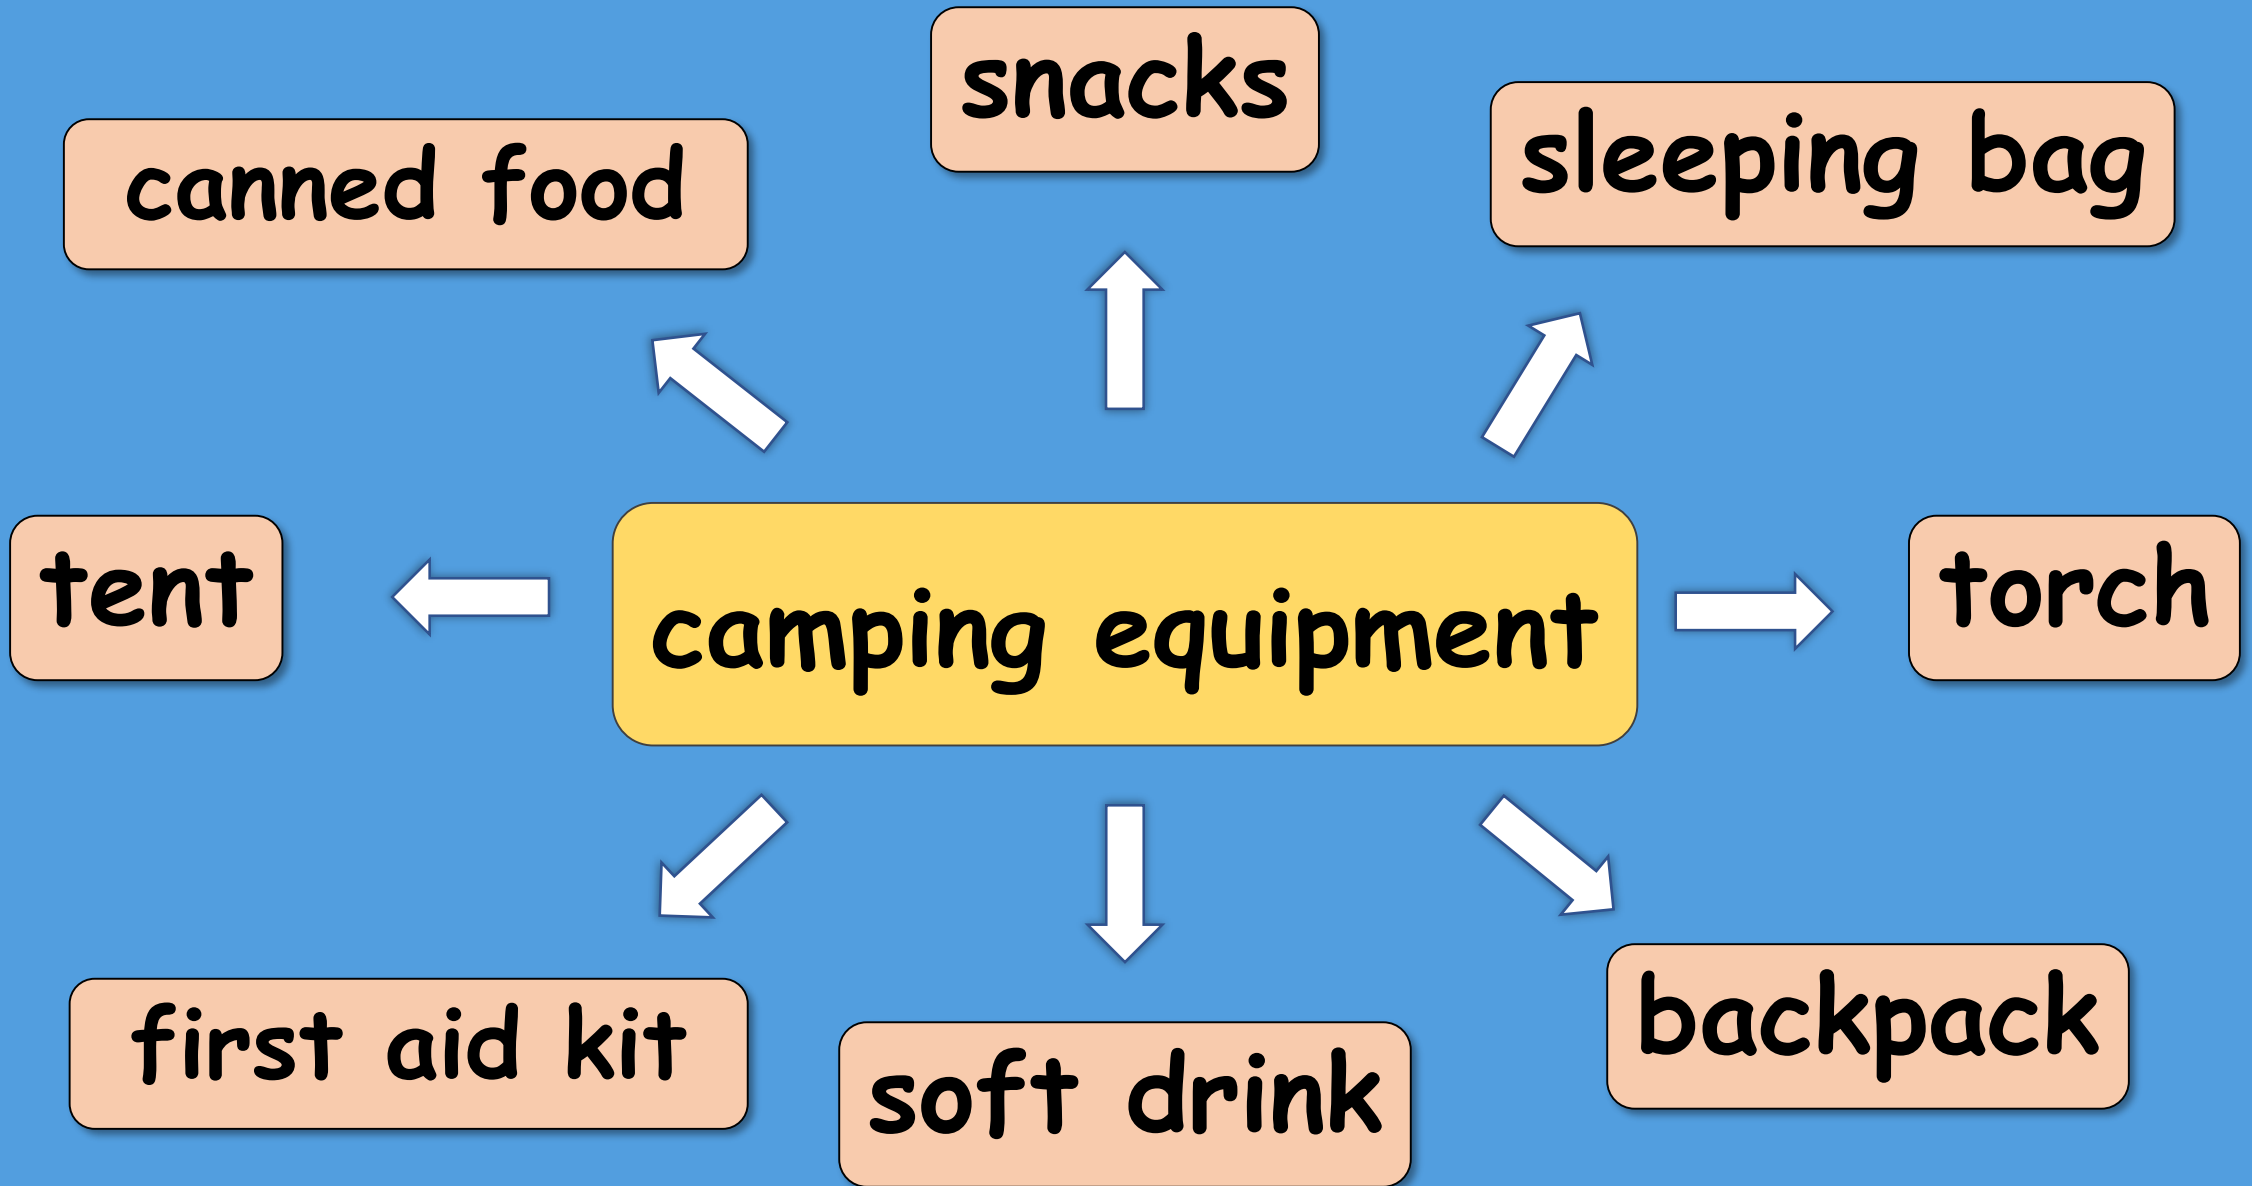 snacks
canned food
sleeping bag
tent
camping equipment
torch
first aid kit
soft drink
backpack